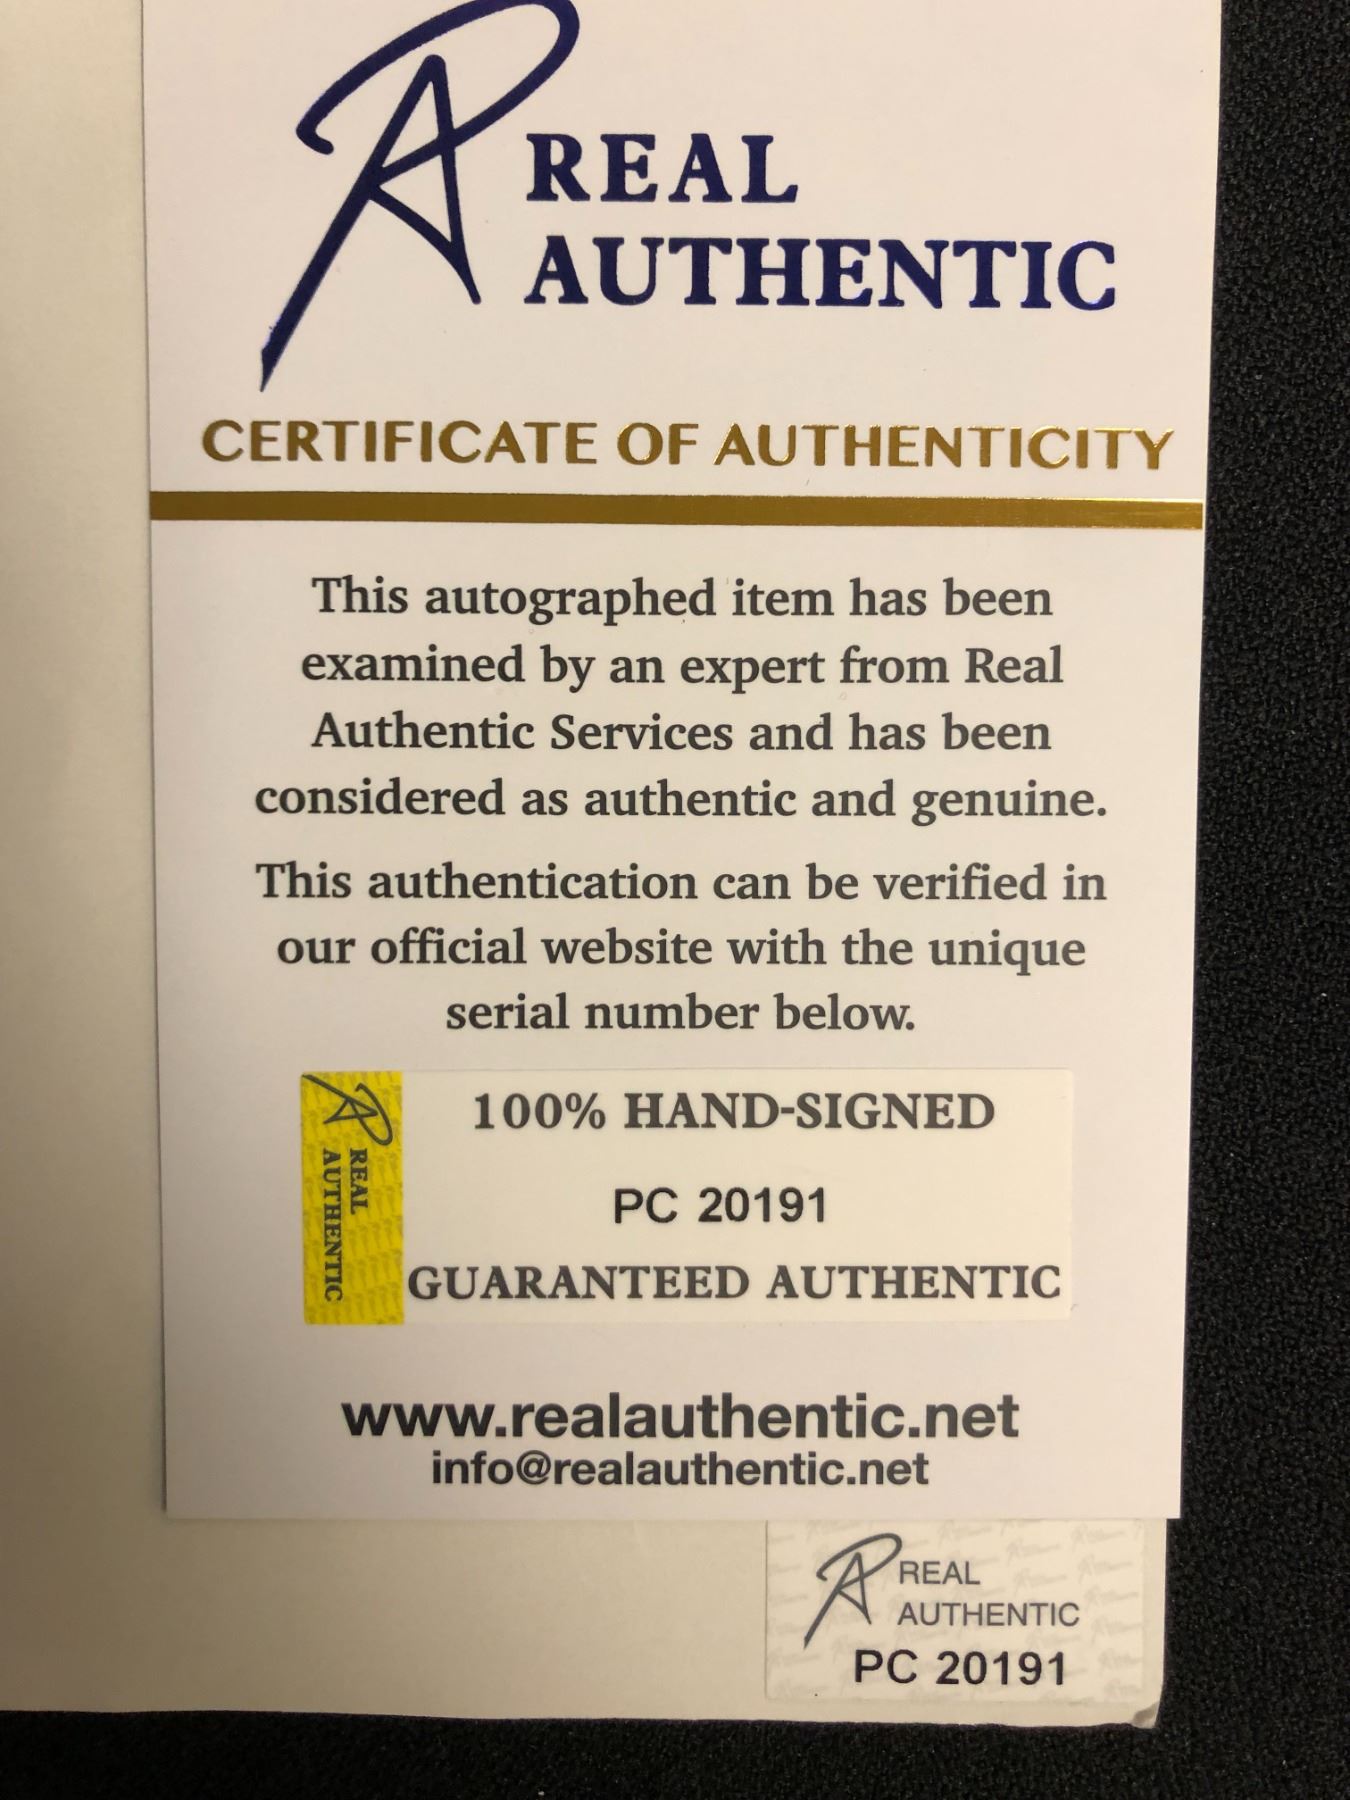 REAL
AUTHENTIC
CERTIFICATE OF AUTHENTICITY
This autographed item has been
examined by an expert from Real
Authentic Services and has been
considered as authentic and genuine.
This authentication can be verified in
our official website with the unique
serial number below.
REAL
AUTHENTIC
100% HAND-SIGNED
PC 20191
GUARANTEED AUTHENTIC
www.realauthentic.net
info@realauthentic.net
REAL
AUTHENTIC
PC 20191